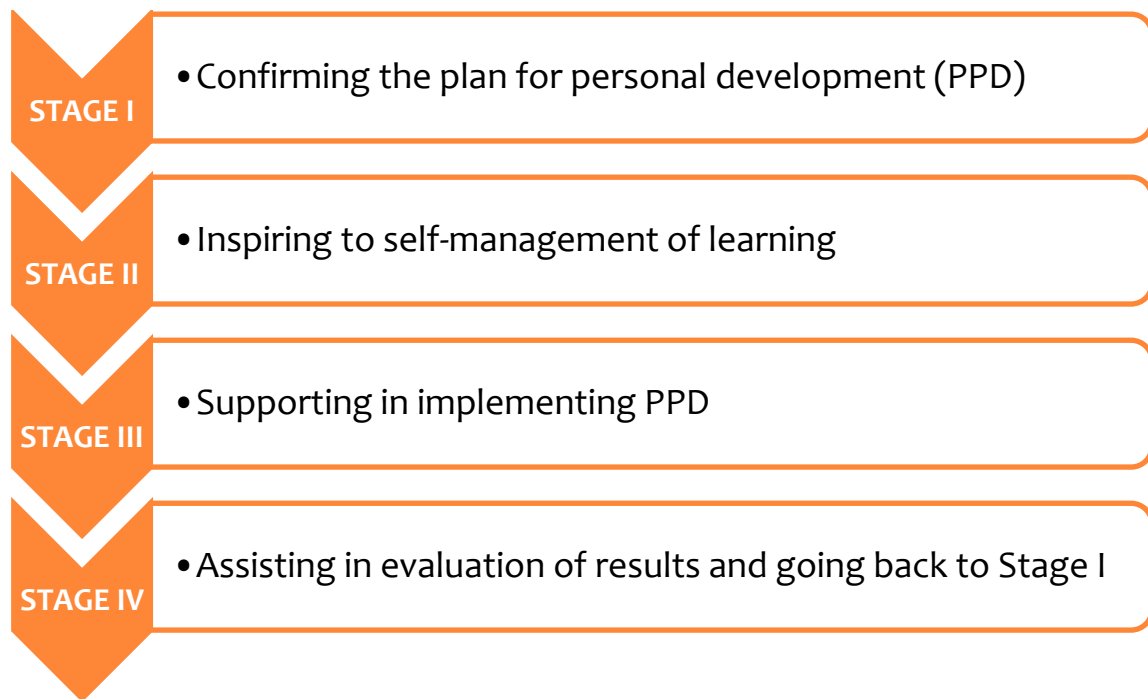 STAGE I
• Confirming the plan for personal development (PPD)
STAGE II
• Inspiring to self-management of learning
STAGE III
• Supporting in implementing PPD
STAGE IV
• Assisting in evaluation of results and going back to Stage I